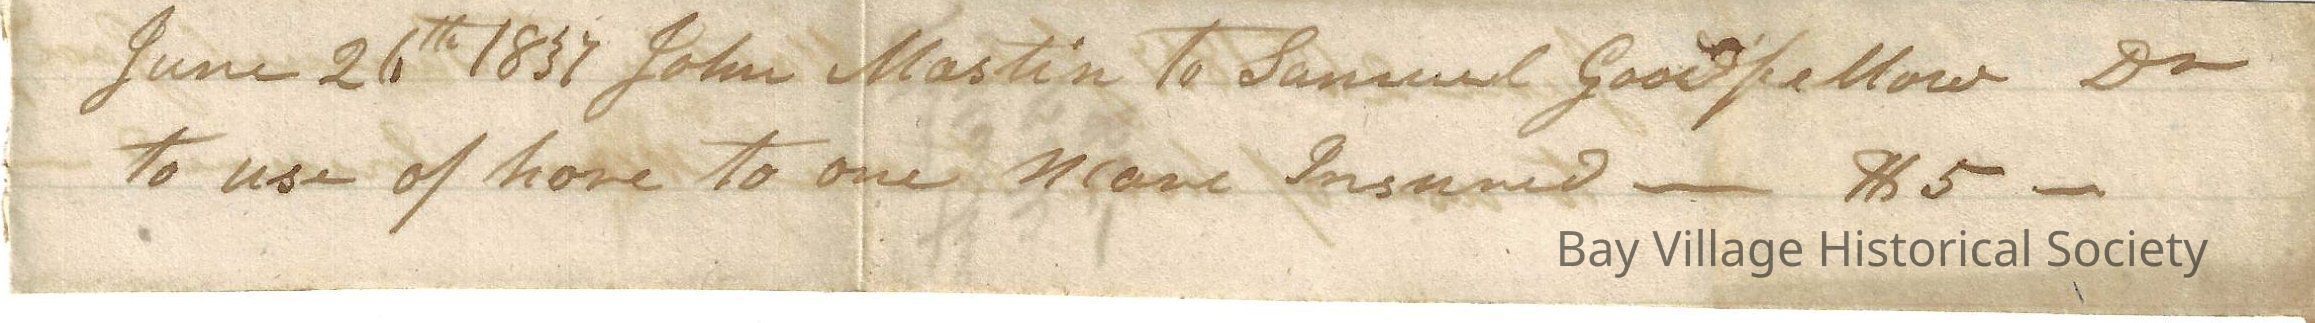 June 26th 1837 John Mastin To Samuel Goodfellow Dr
to use of horse to one Mare Insured — $5 —
Bay Village Historical Society